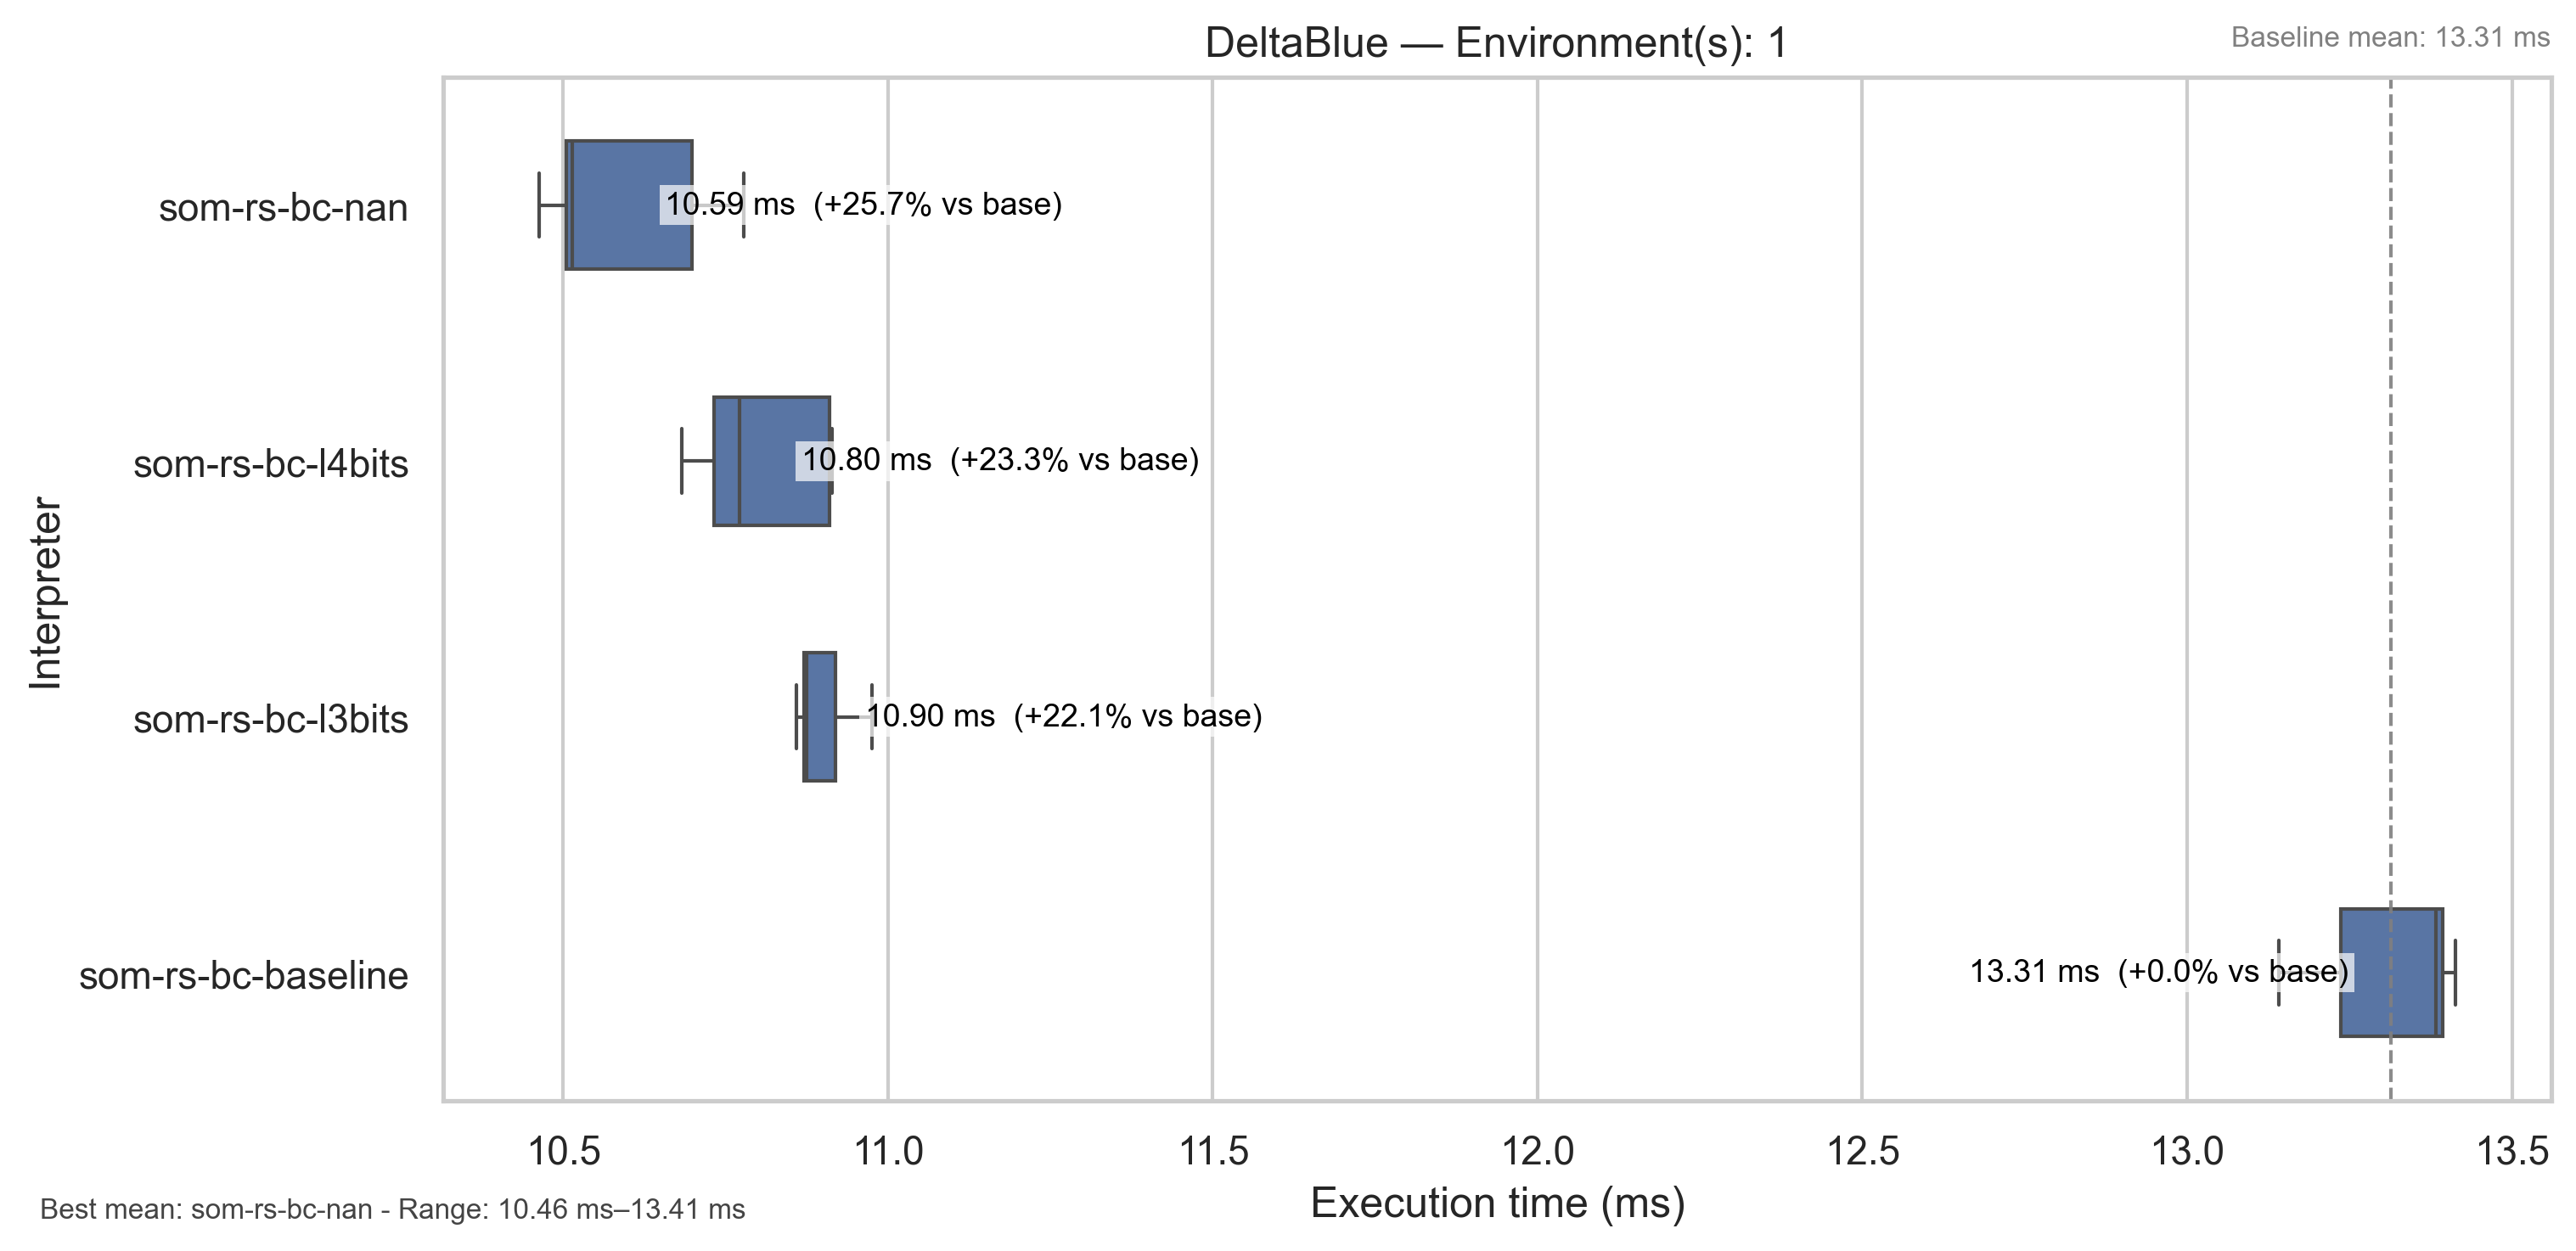 DeltaBlue — Environment(s): 1
Baseline mean: 13.31 ms
Interpreter
som-rs-bc-nan
10.59 ms (+25.7% vs base)
som-rs-bc-l4bits
10.80 ms (+23.3% vs base)
som-rs-bc-l3bits
10.90 ms (+22.1% vs base)
som-rs-bc-baseline
13.31 ms (+0.0% vs base)
10.5 11.0 11.5 12.0 12.5 13.0 13.5
Execution time (ms)
Best mean: som-rs-bc-nan - Range: 10.46 ms–13.41 ms